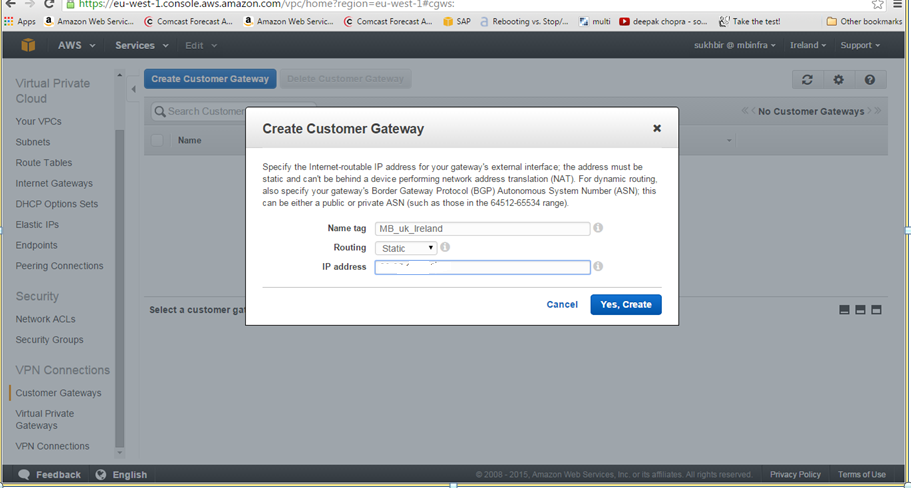 https://eu-west-1.console.aws.amazon.com/vpc/home?region=eu-west-1#cgws:
Apps Amazon Web Servic... Comcast Forecast A... Amazon Web Servic... Comcast Forecast A... SAP Rebooting vs. Stop/... multi deepak chopra - so... Take the test! Other bookmarks
AWS Services Edit sukhbir @ mbinfra Ireland Support
Virtual Private
Cloud
Your VPCs
Subnets
Route Tables
Internet Gateways
DHCP Options Sets
Elastic IPs
Endpoints
Peering Connections
Security
Network ACLs
Security Groups
VPN Connections
Customer Gateways
Virtual Private
Gateways
VPN Connections
Create Customer Gateway Delete Customer Gateway
Search Customer
No Customer Gateways
Name
Create Customer Gateway
Specify the Internet-routable IP address for your gateway's external interface; the address must be
static and can't be behind a device performing network address translation (NAT). For dynamic routing,
also specify your gateway's Border Gateway Protocol (BGP) Autonomous System Number (ASN); this
can be either a public or private ASN (such as those in the 64512-65534 range).
Name tag MB_uk_Ireland
Routing Static
IP address
Cancel Yes, Create
Select a customer gat
Feedback English © 2008 - 2015, Amazon Web Services, Inc. or its affiliates. All rights reserved. Privacy Policy Terms of Use